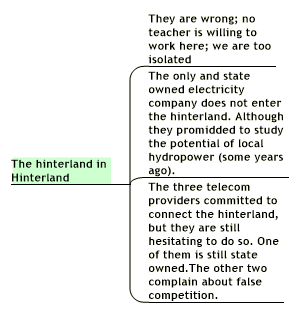 They are wrong; no
teacher is willing to
work here; we are too
isolated
The hinterland in
Hinterland
The only and state
owned electricity
company does not enter
the hinterland. Although
they promidded to study
the potential of local
hydropower (some years
ago).
The three telecom
providers committed to
connect the hinterland,
but they are still
hesitating to do so. One
of them is still state
owned.The other two
complain about false
competition.